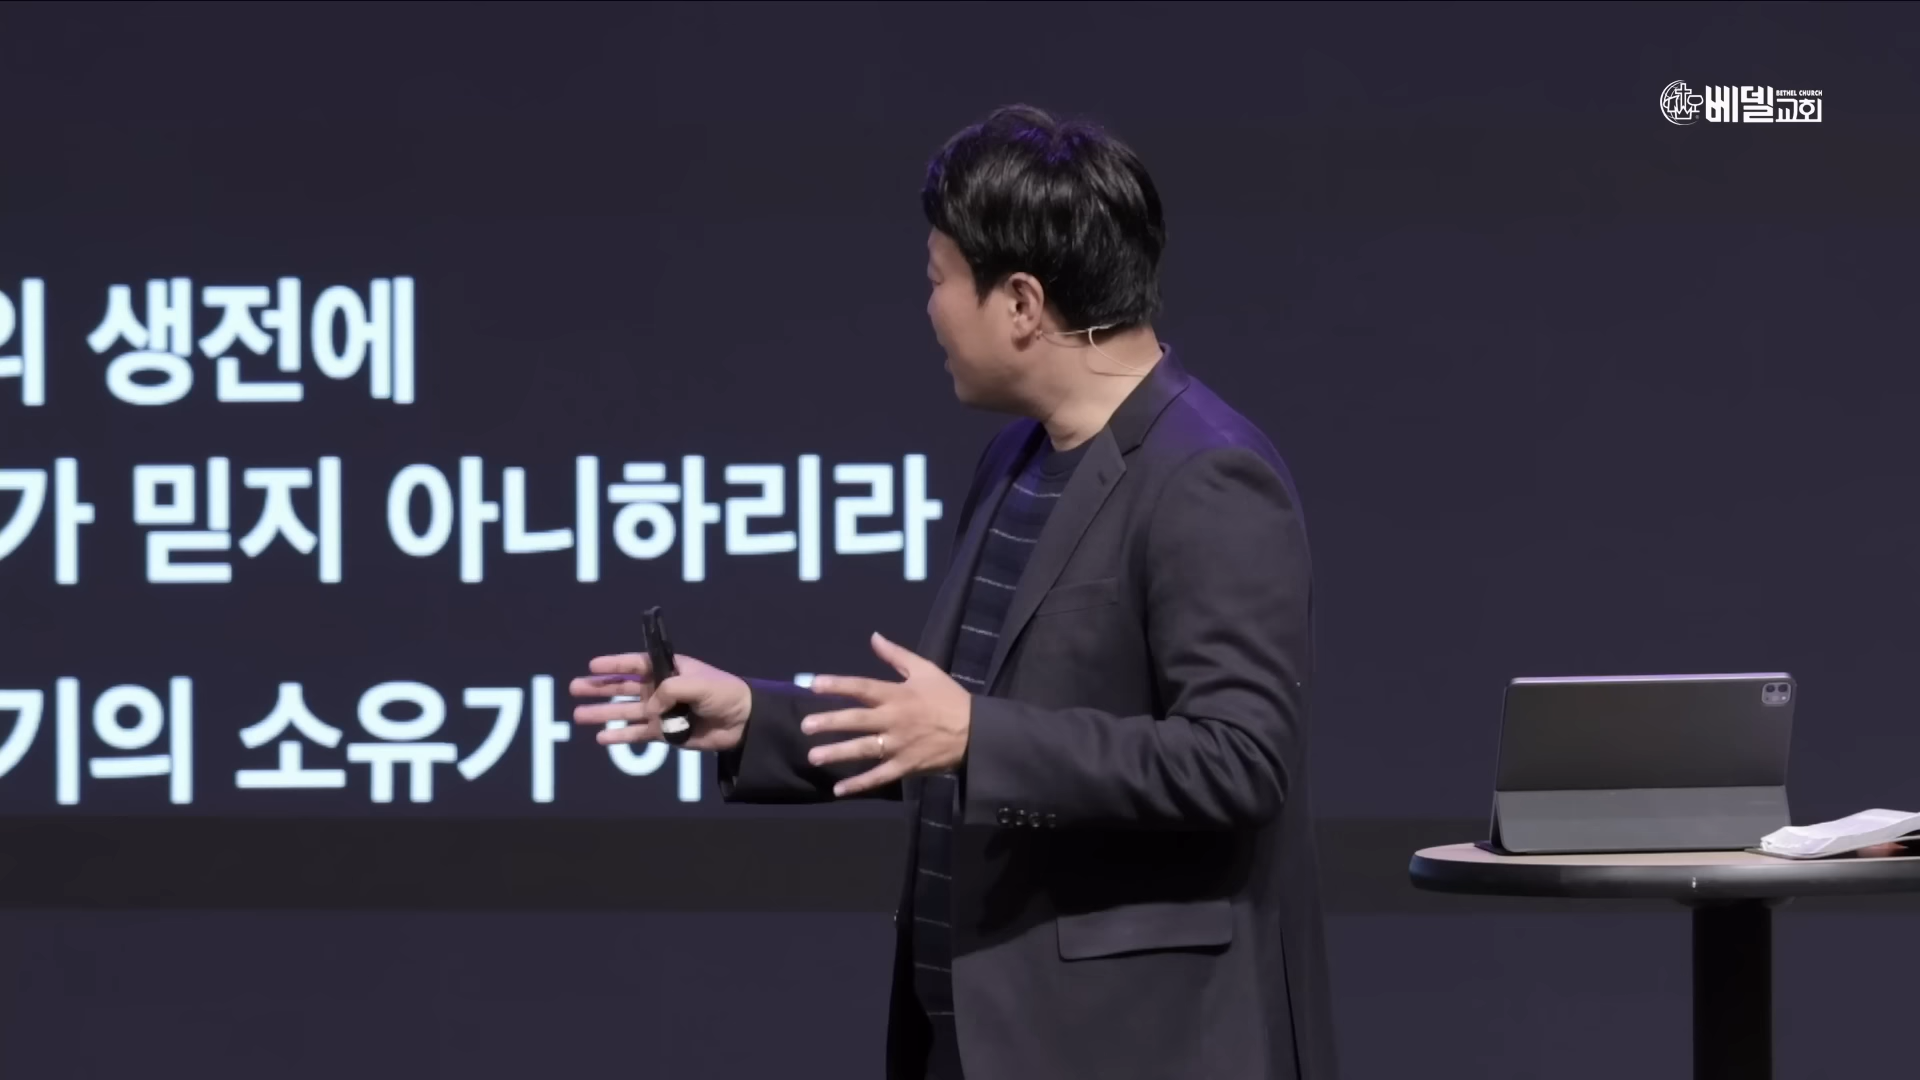 베델교회
BETHEL CHURCH
의 생전에
가 믿지 아니하리라
기의 소유가